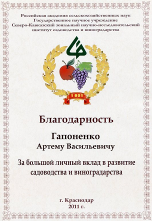 Российская академия сельскохозяйственных наук
Государственное научное учреждение
Северо-Кавказский зональный научно-исследовательский
институт садоводства и виноградарства
Благодарность
Гапоненко
Артему Васильевичу
За большой личный вклад в развитие
садоводства и виноградарства
г. Краснодар
2011 г.